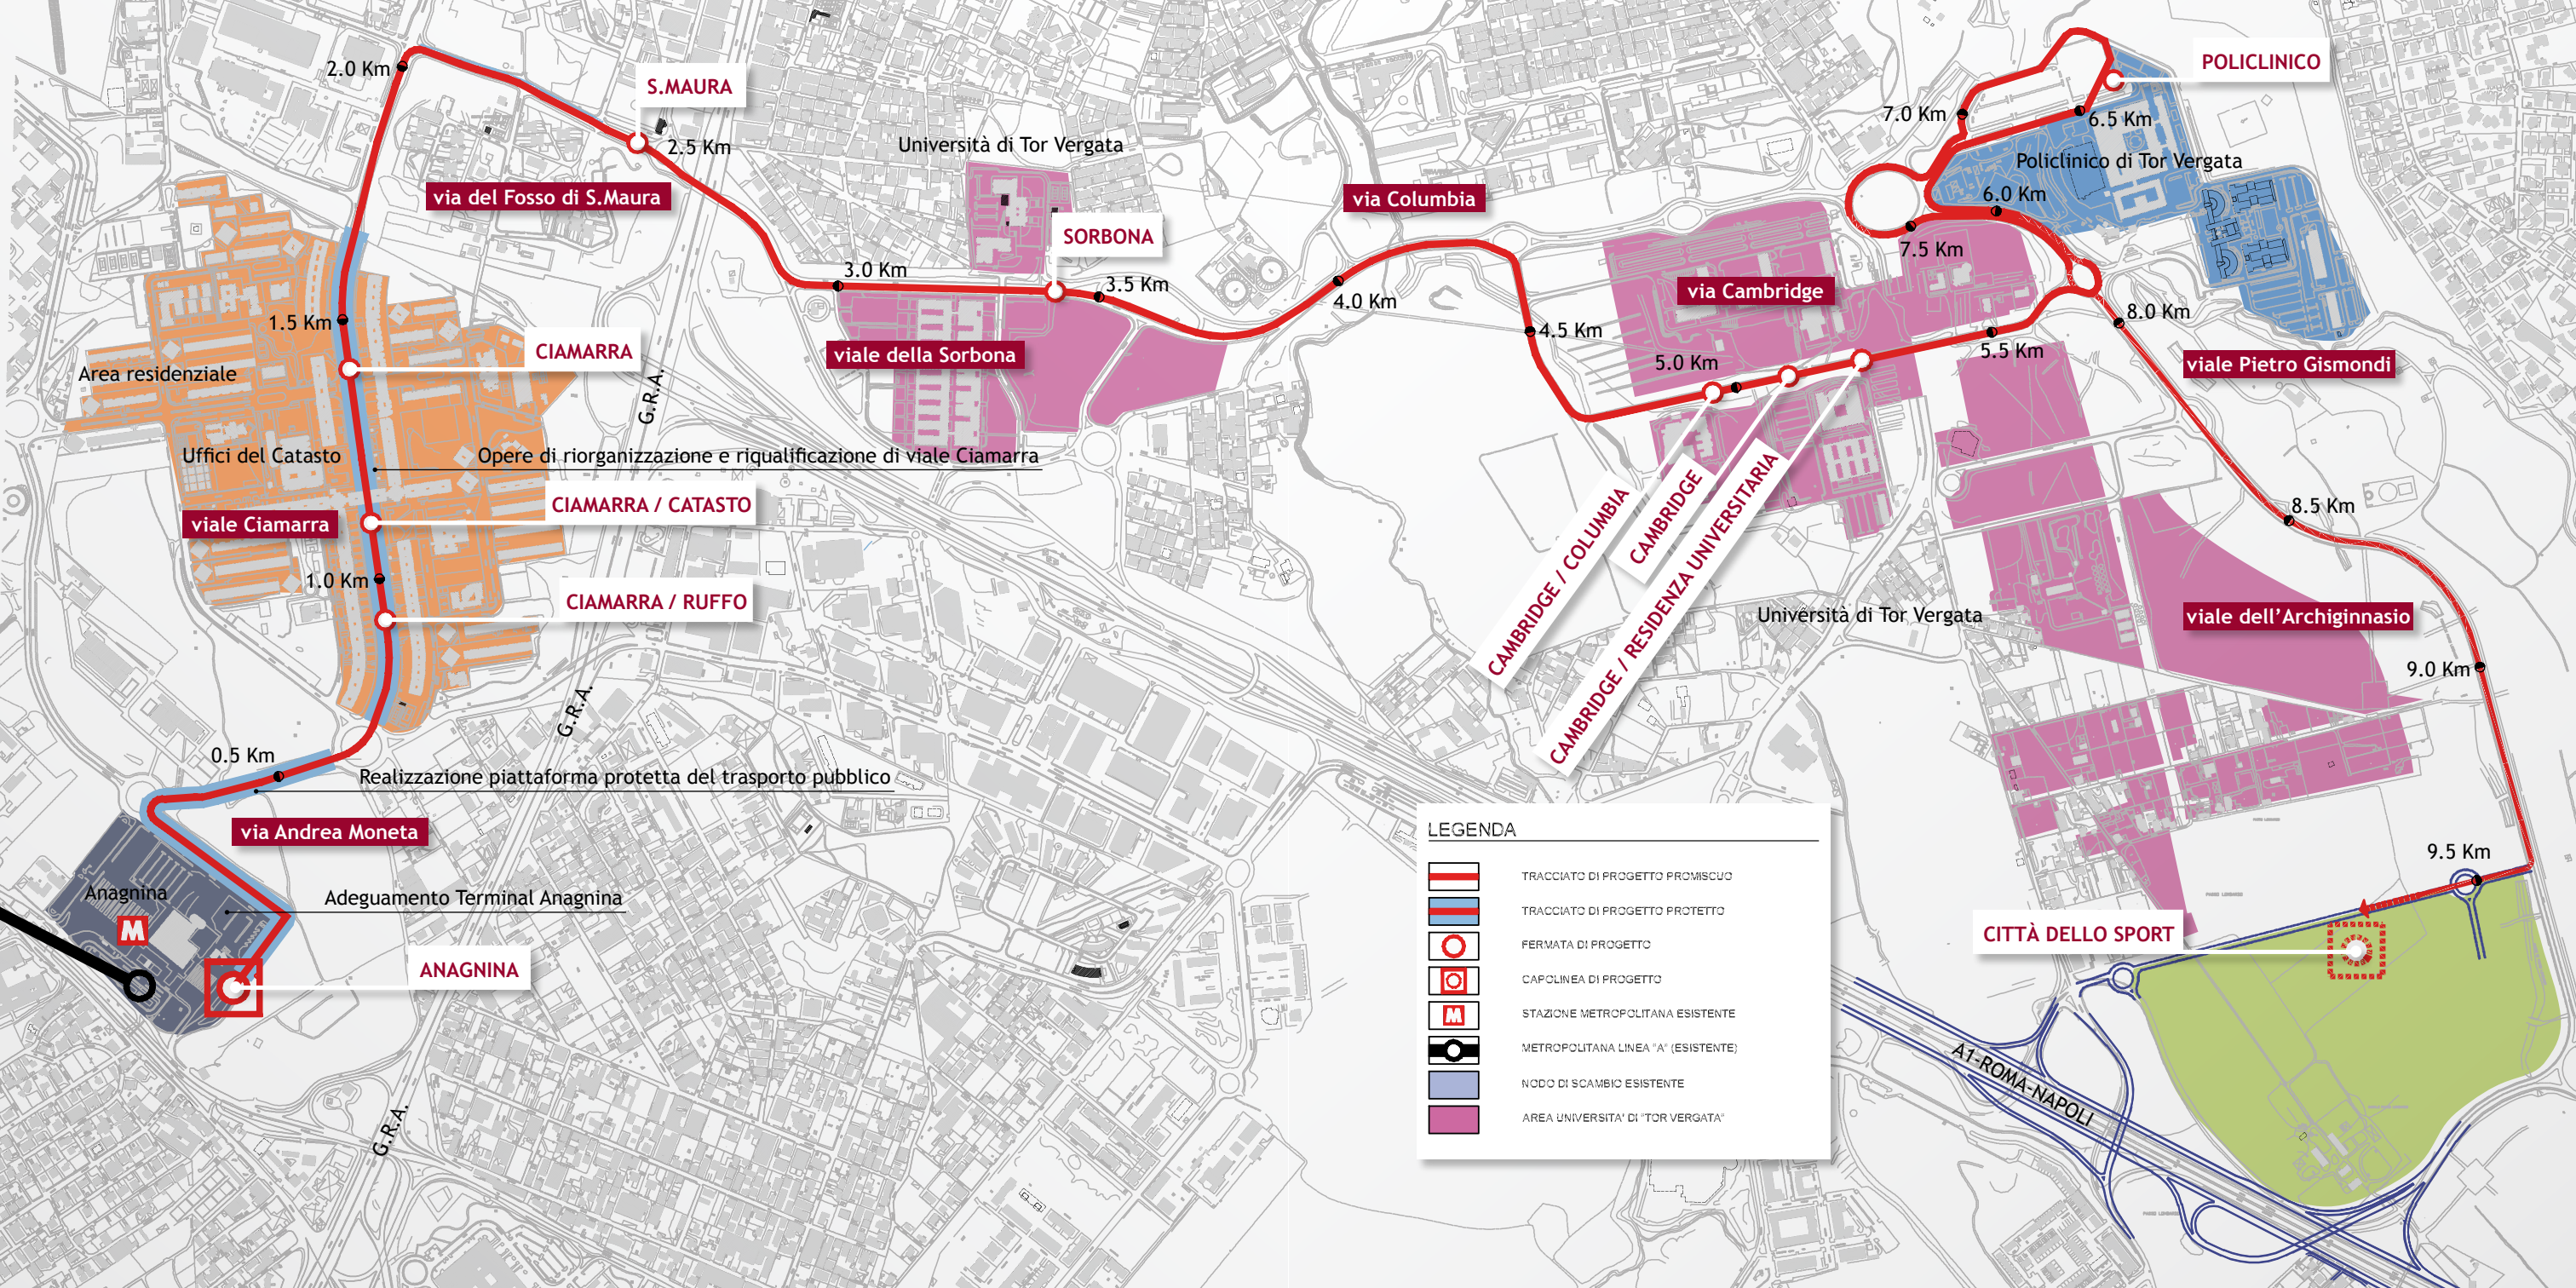 2.0 Km
S.MAURA
2.5 Km
via del Fosso di S.Maura
Università di Tor Vergata
SORBONA
3.0 Km
3.5 Km
via Columbia
4.0 Km
4.5 Km
POLICLINICO
7.0 Km
6.5 Km
Policlinico di Tor Vergata
6.0 Km
7.5 Km
via Cambridge
5.0 Km
5.5 Km
8.0 Km
viale Pietro Gismondi
8.5 Km
1.5 Km
CIAMARRA
Area residenziale
viale della Sorbona
G.R.A.
Uffici del Catasto
Opere di riorganizzazione e riqualificazione di viale Ciamarra
CIAMARRA / CATASTO
viale Ciamarra
1.0 Km
CIAMARRA / RUFFO
G.R.A.
CAMBRIDGE / COLUMBIA
CAMBRIDGE
CAMBRIDGE / RESIDENZA UNIVERSITARIA
Università di Tor Vergata
viale dell'Archiginnasio
9.0 Km
0.5 Km
Realizzazione piattaforma protetta del trasporto pubblico
via Andrea Moneta
Anagnina
M
Adeguamento Terminal Anagnina
ANAGNINA
G.R.A.
9.5 Km
CITTÀ DELLO SPORT
A1-ROMA-NAPOLI
LEGENDA
TRACCIATO DI PROGETTO PROMISCUO
TRACCIATO DI PROGETTO PROTETTO
FERMATA DI PROGETTO
CAPOLINEA DI PROGETTO
M STAZIONE METROPOLITANA ESISTENTE
METROPOLITANA LINEA "A" (ESISTENTE)
NODO DI SCAMBIO ESISTENTE
AREA UNIVERSITA' DI "TOR VERGATA"